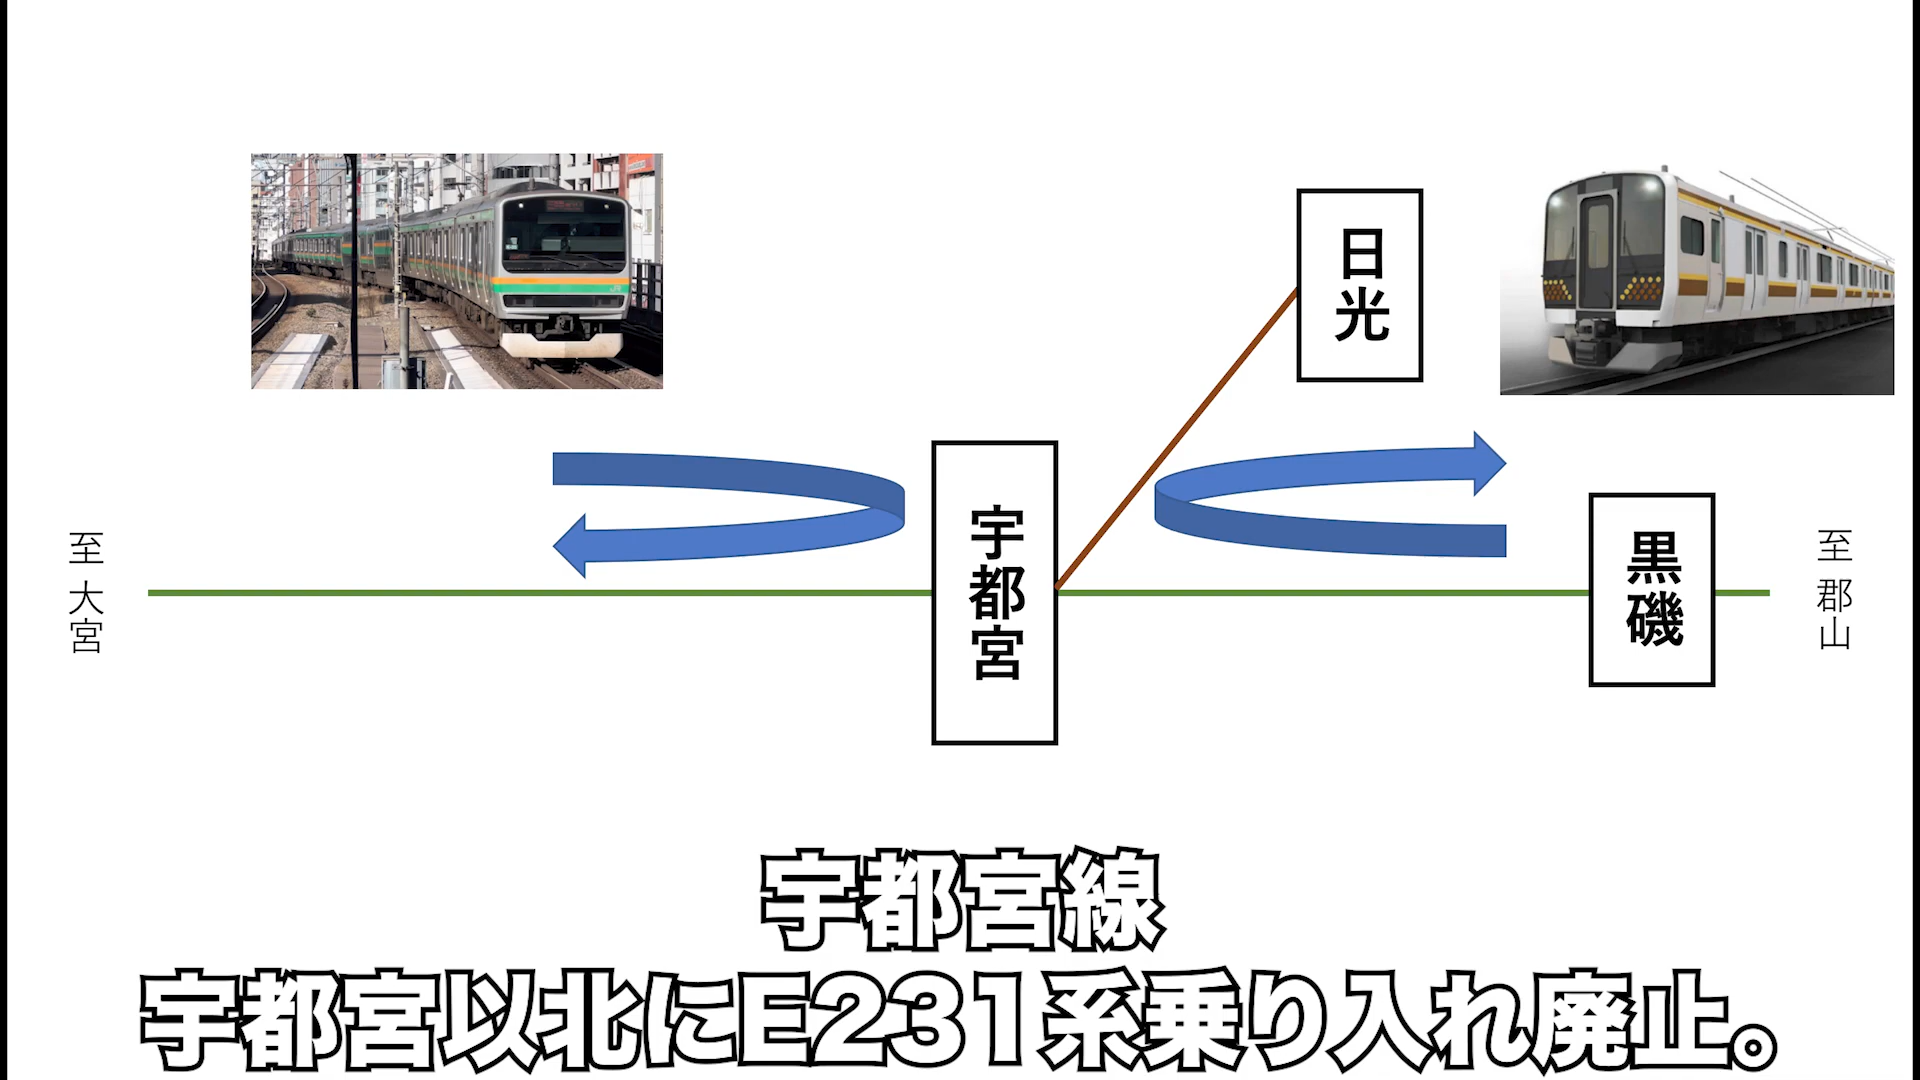 日光
宇都宮
黒磯
至 大宮
至 郡山
宇都宮線
宇都宮以北にE231系乗り入れ廃止。